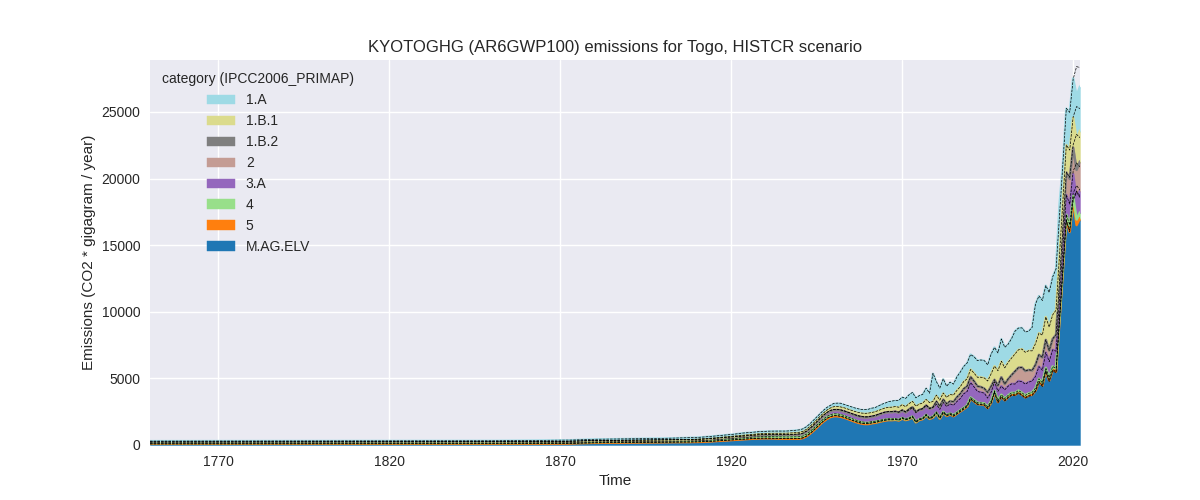 KYOTOGHG (AR6GWP100) emissions for Togo, HISTCR scenario
category (IPCC2006_PRIMAP)
1.A
1.B.1
1.B.2
2
3.A
4
5
M.AG.ELV
Emissions (CO2 * gigagram / year)
25000
20000
15000
10000
5000
0
1770
1820
1870
1920
1970
2020
Time